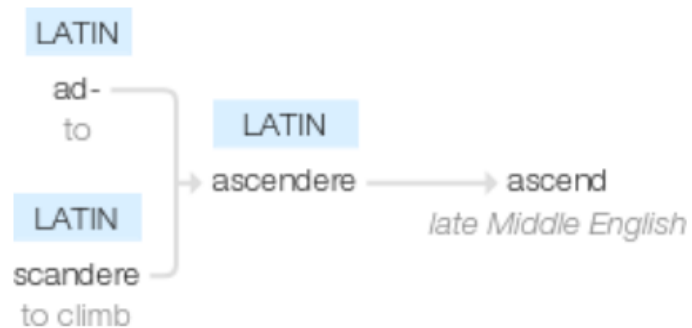 LATIN
ad-
to
LATIN
scandere
to climb
LATIN
ascendere
ascend
late Middle English